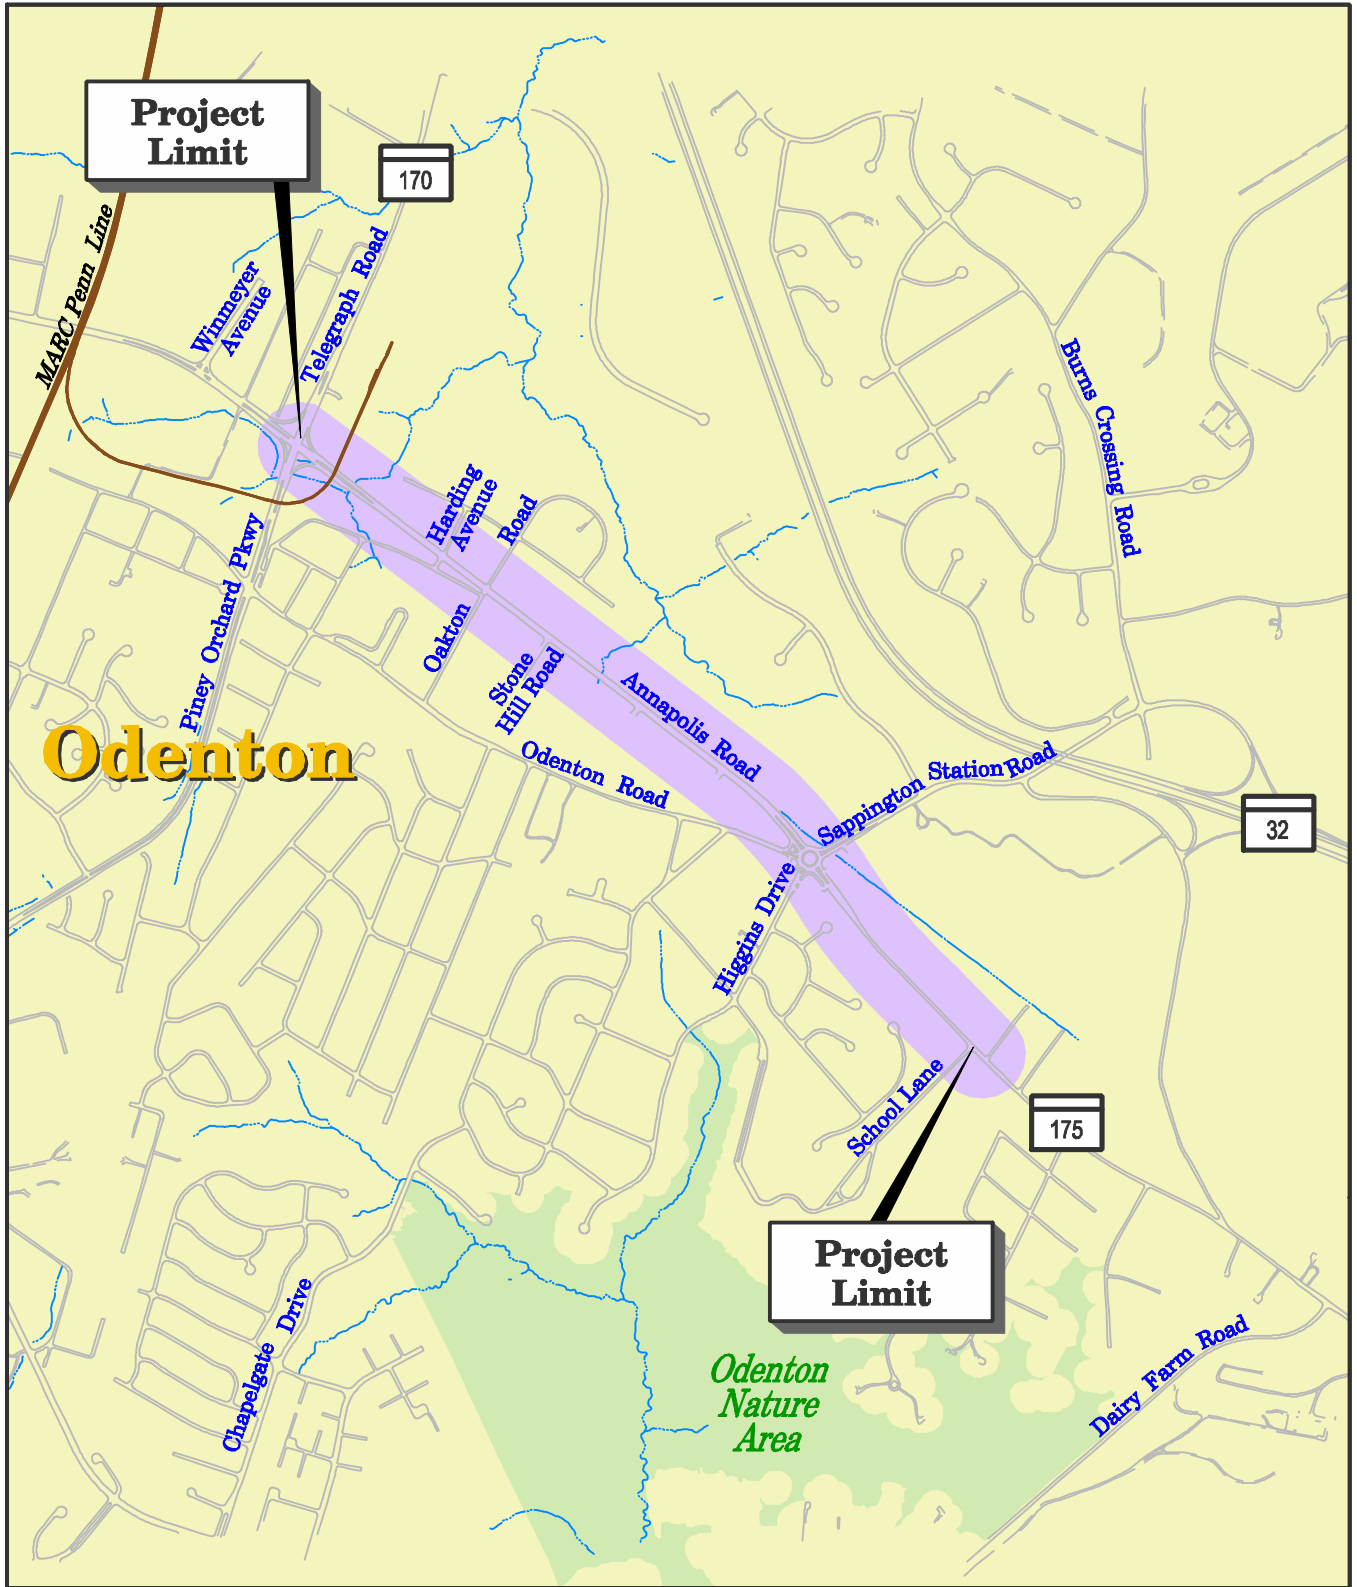 Project
Limit
170
MARC Penn Line
Winmeyer
Avenue
Telegraph Road
Burns Crossing Road
Harding
Avenue
Oakton Road
Piney Orchard Pkwy
Stone
Hill Road
Annapolis Road
Odenton
Odenton Road
Sappington Station Road
32
Higgins Drive
School Lane
175
Project
Limit
Chapelgate Drive
Odenton
Nature
Area
Dairy Farm Road